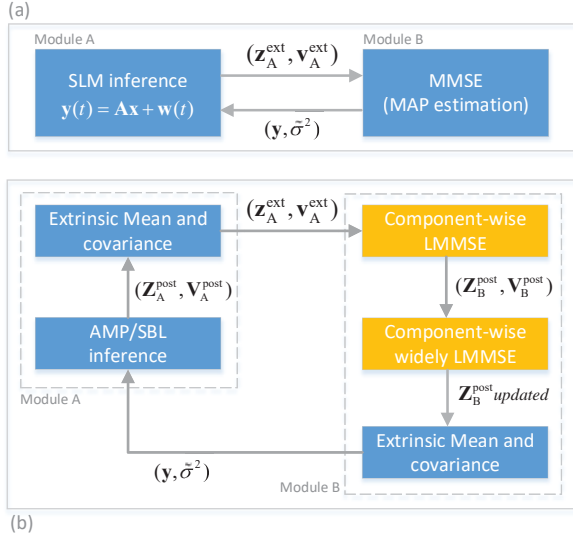 (a)
Module A
Module B
SLM inference
y(t) = Ax + w(t)
(z_A^ext, v_A^ext)
(y, σ̃²)
MMSE
(MAP estimation)
Extrinsic Mean and
covariance
(z_A^ext, v_A^ext)
Component-wise
LMMSE
(Z_A^post, V_A^post)
(Z_B^post, V_B^post)
AMP/SBL
inference
Component-wise
widely LMMSE
Module A
Z_B^post updated
Extrinsic Mean and
covariance
(y, σ̃²)
Module B
(b)